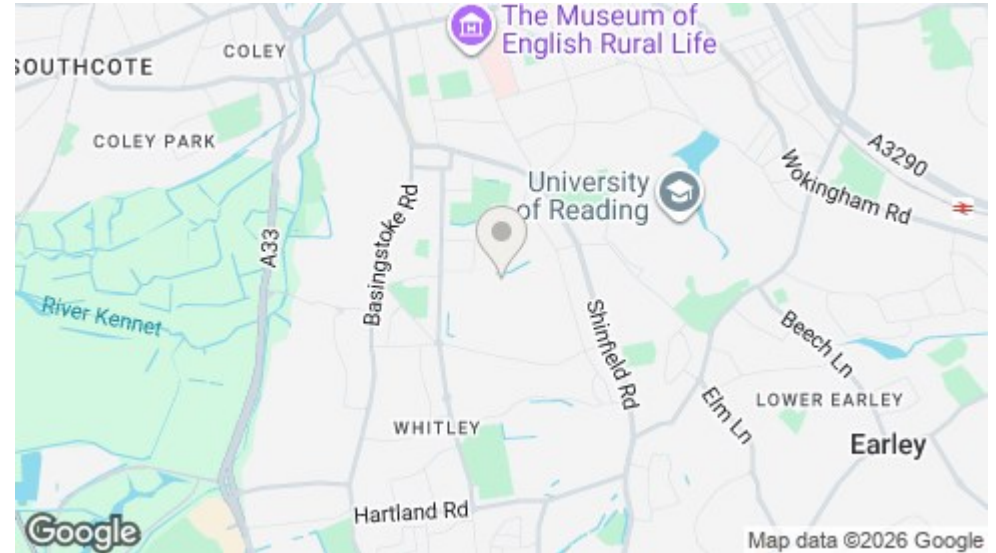 The Museum of
English Rural Life
COLEY
SOUTHCOTE
COLEY PARK
A3290
Wokingham Rd
University
of Reading
Basingstoke Rd
A33
River Kennet
Shinfield Rd
Beech Ln
Elm Ln
LOWER EARLEY
WHITLEY
Earley
Hartland Rd
Google
Map data ©2026 Google